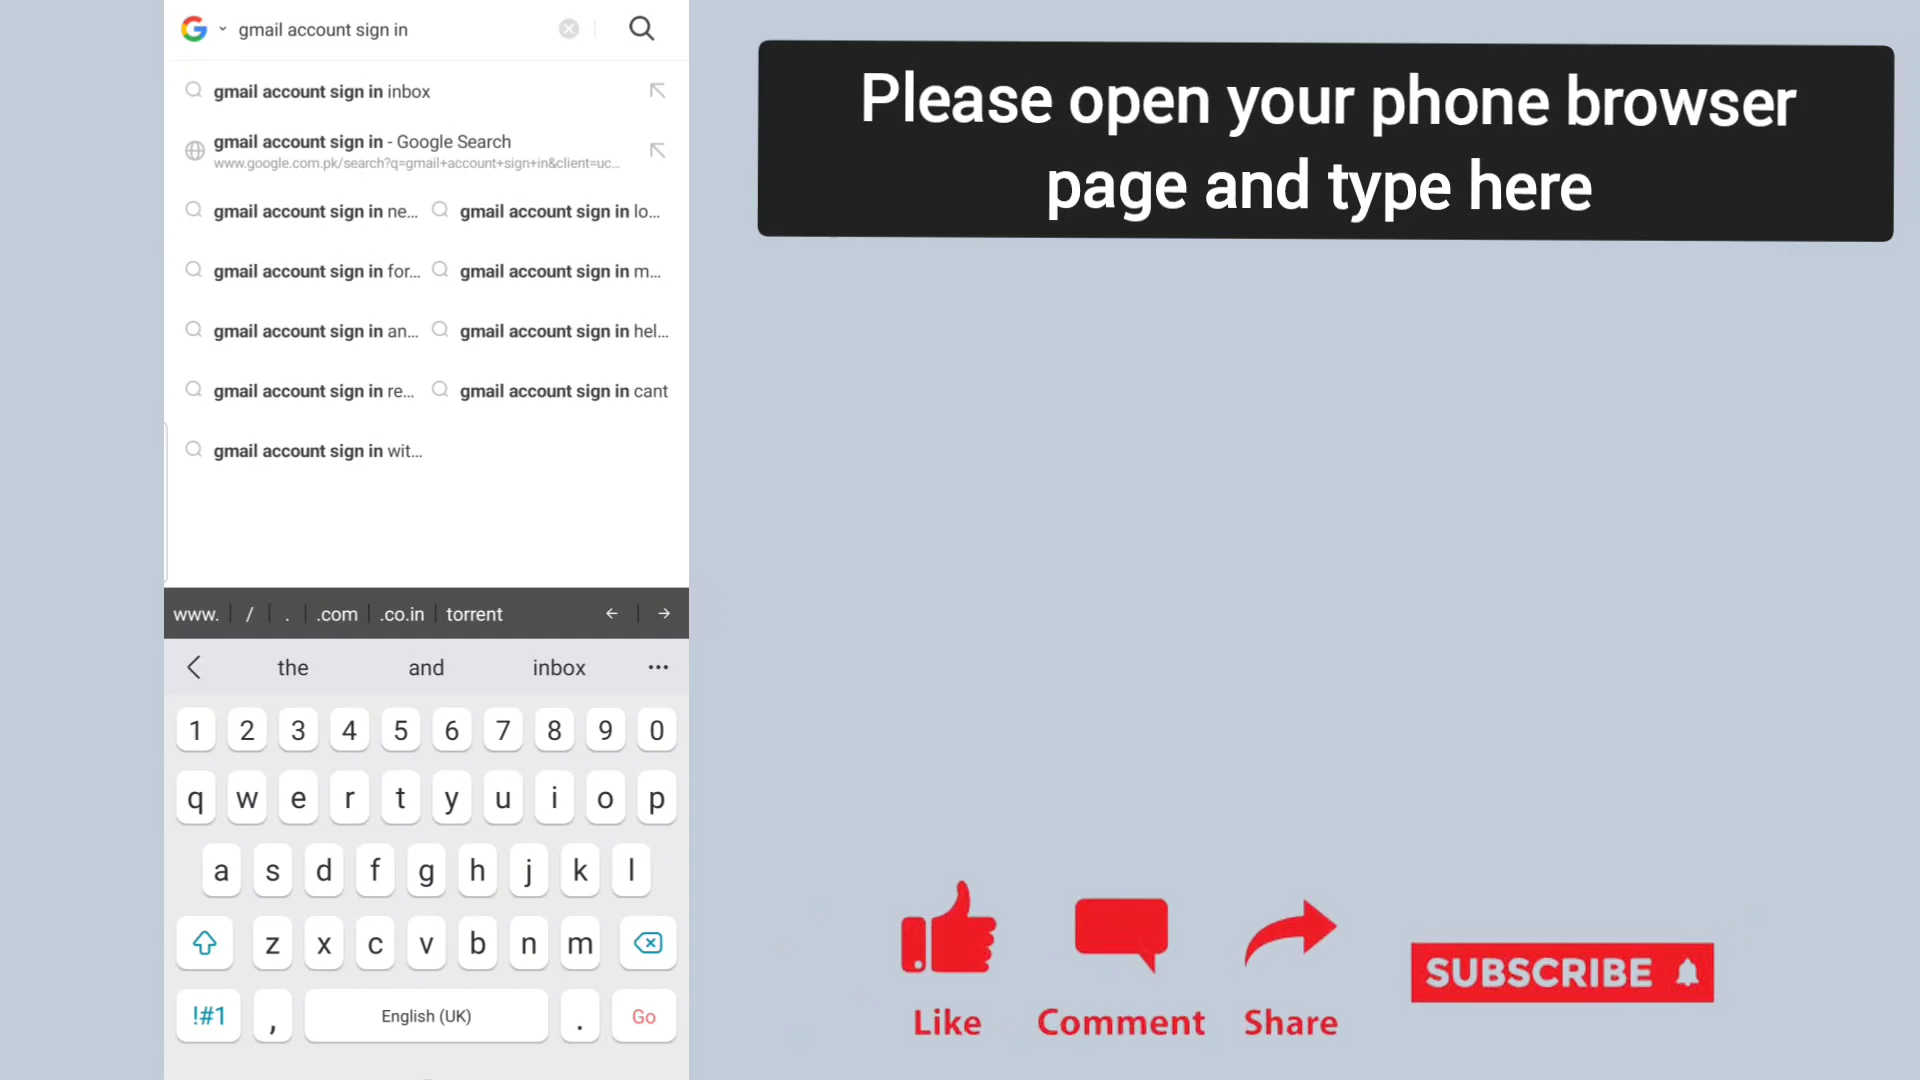 gmail account sign in
gmail account sign in inbox
gmail account sign in - Google Search
www.google.com.pk/search?q=gmail+account+sign+in&client=uc...
gmail account sign in ne...
gmail account sign in lo...
gmail account sign in for...
gmail account sign in m...
gmail account sign in an...
gmail account sign in hel...
gmail account sign in re...
gmail account sign in cant
gmail account sign in wit...
www. / . .com .co.in torrent
the and inbox
1 2 3 4 5 6 7 8 9 0
q w e r t y u i o p
a s d f g h j k l
z x c v b n m
!#1 , English (UK) . Go
Please open your phone browser
page and type here
Like Comment Share
SUBSCRIBE